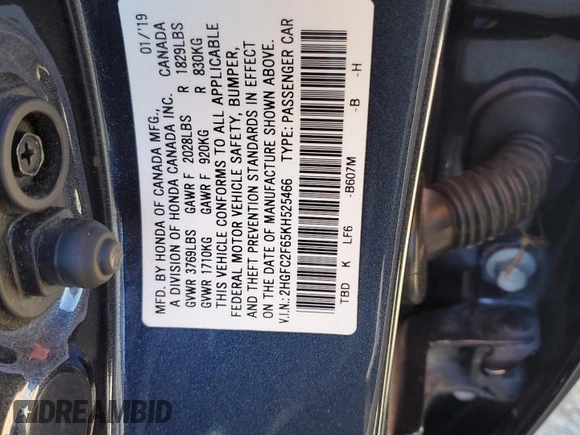 MFD. BY HONDA OF CANADA MFG., 01/'19
A DIVISION OF HONDA CANADA INC. CANADA
GVWR 3769LBS GAWR F 2028LBS R 1829LBS
GVWR 1710KG GAWR F 920KG R 830KG
THIS VEHICLE CONFORMS TO ALL APPLICABLE
FEDERAL MOTOR VEHICLE SAFETY, BUMPER,
AND THEFT PREVENTION STANDARDS IN EFFECT
ON THE DATE OF MANUFACTURE SHOWN ABOVE.
V.I.N.: 2HGFC2F65KH525466 TYPE: PASSENGER CAR
TBD K LF6 -B607M -B -H
DREAMBID